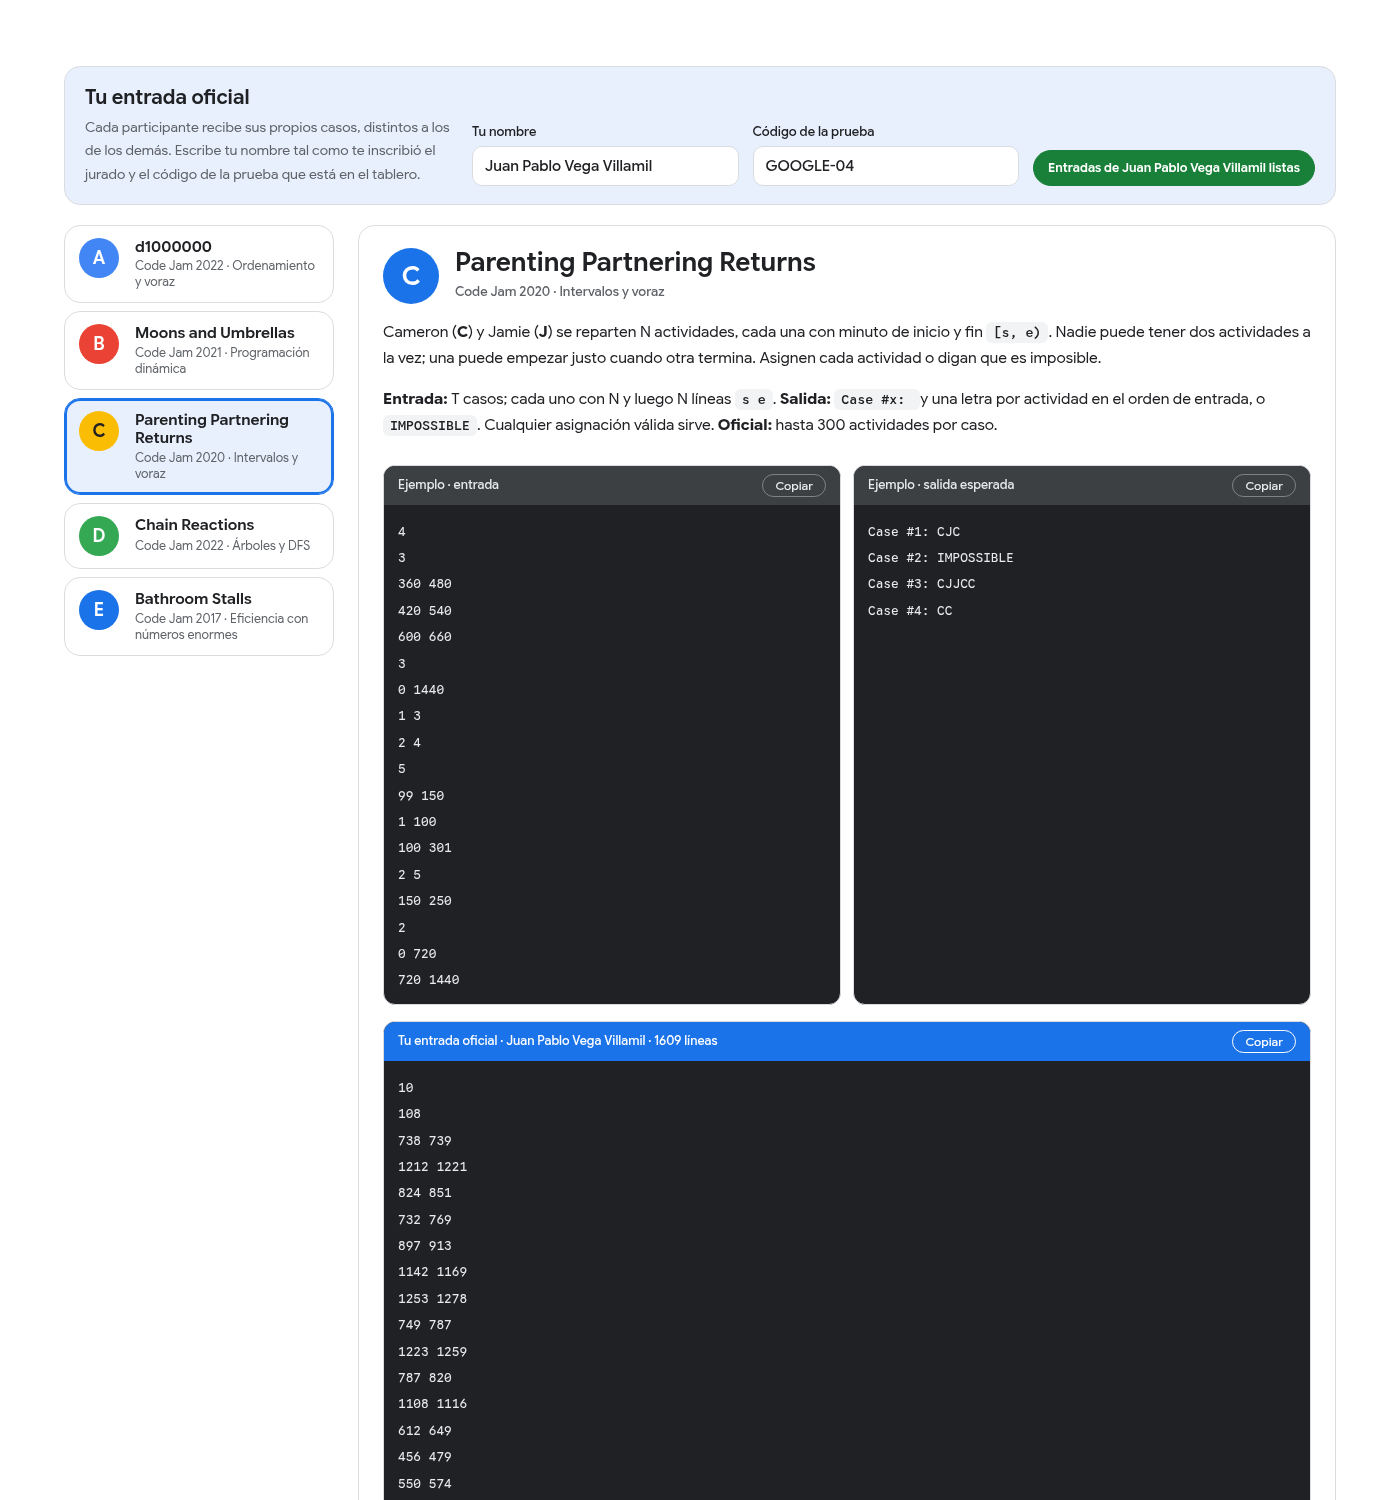 Tu entrada oficial
Cada participante recibe sus propios casos, distintos a los
de los demás. Escribe tu nombre tal como te inscribió el
jurado y el código de la prueba que está en el tablero.
Tu nombre
Juan Pablo Vega Villamil
Código de la prueba
GOOGLE-04
Entradas de Juan Pablo Vega Villamil listas
A
d1000000
Code Jam 2022 · Ordenamiento
y voraz
B
Moons and Umbrellas
Code Jam 2021 · Programación
dinámica
C
Parenting Partnering
Returns
Code Jam 2020 · Intervalos y
voraz
D
Chain Reactions
Code Jam 2022 · Árboles y DFS
E
Bathroom Stalls
Code Jam 2017 · Eficiencia con
números enormes
C
Parenting Partnering Returns
Code Jam 2020 · Intervalos y voraz
Cameron (C) y Jamie (J) se reparten N actividades, cada una con minuto de inicio y fin [s, e). Nadie puede tener dos actividades a
la vez; una puede empezar justo cuando otra termina. Asignen cada actividad o digan que es imposible.
Entrada: T casos; cada uno con N y luego N líneas s e. Salida: Case #x: y una letra por actividad en el orden de entrada, o
IMPOSSIBLE. Cualquier asignación válida sirve. Oficial: hasta 300 actividades por caso.
Ejemplo · entrada
Copiar
4
3
360 480
420 540
600 660
3
0 1440
1 3
2 4
5
99 150
1 100
100 301
2 5
150 250
2
0 720
720 1440
Ejemplo · salida esperada
Copiar
Case #1: CJC
Case #2: IMPOSSIBLE
Case #3: CJJCC
Case #4: CC
Tu entrada oficial · Juan Pablo Vega Villamil · 1609 líneas
Copiar
10
108
738 739
1212 1221
824 851
732 769
897 913
1142 1169
1253 1278
749 787
1223 1259
787 820
1108 1116
612 649
456 479
550 574